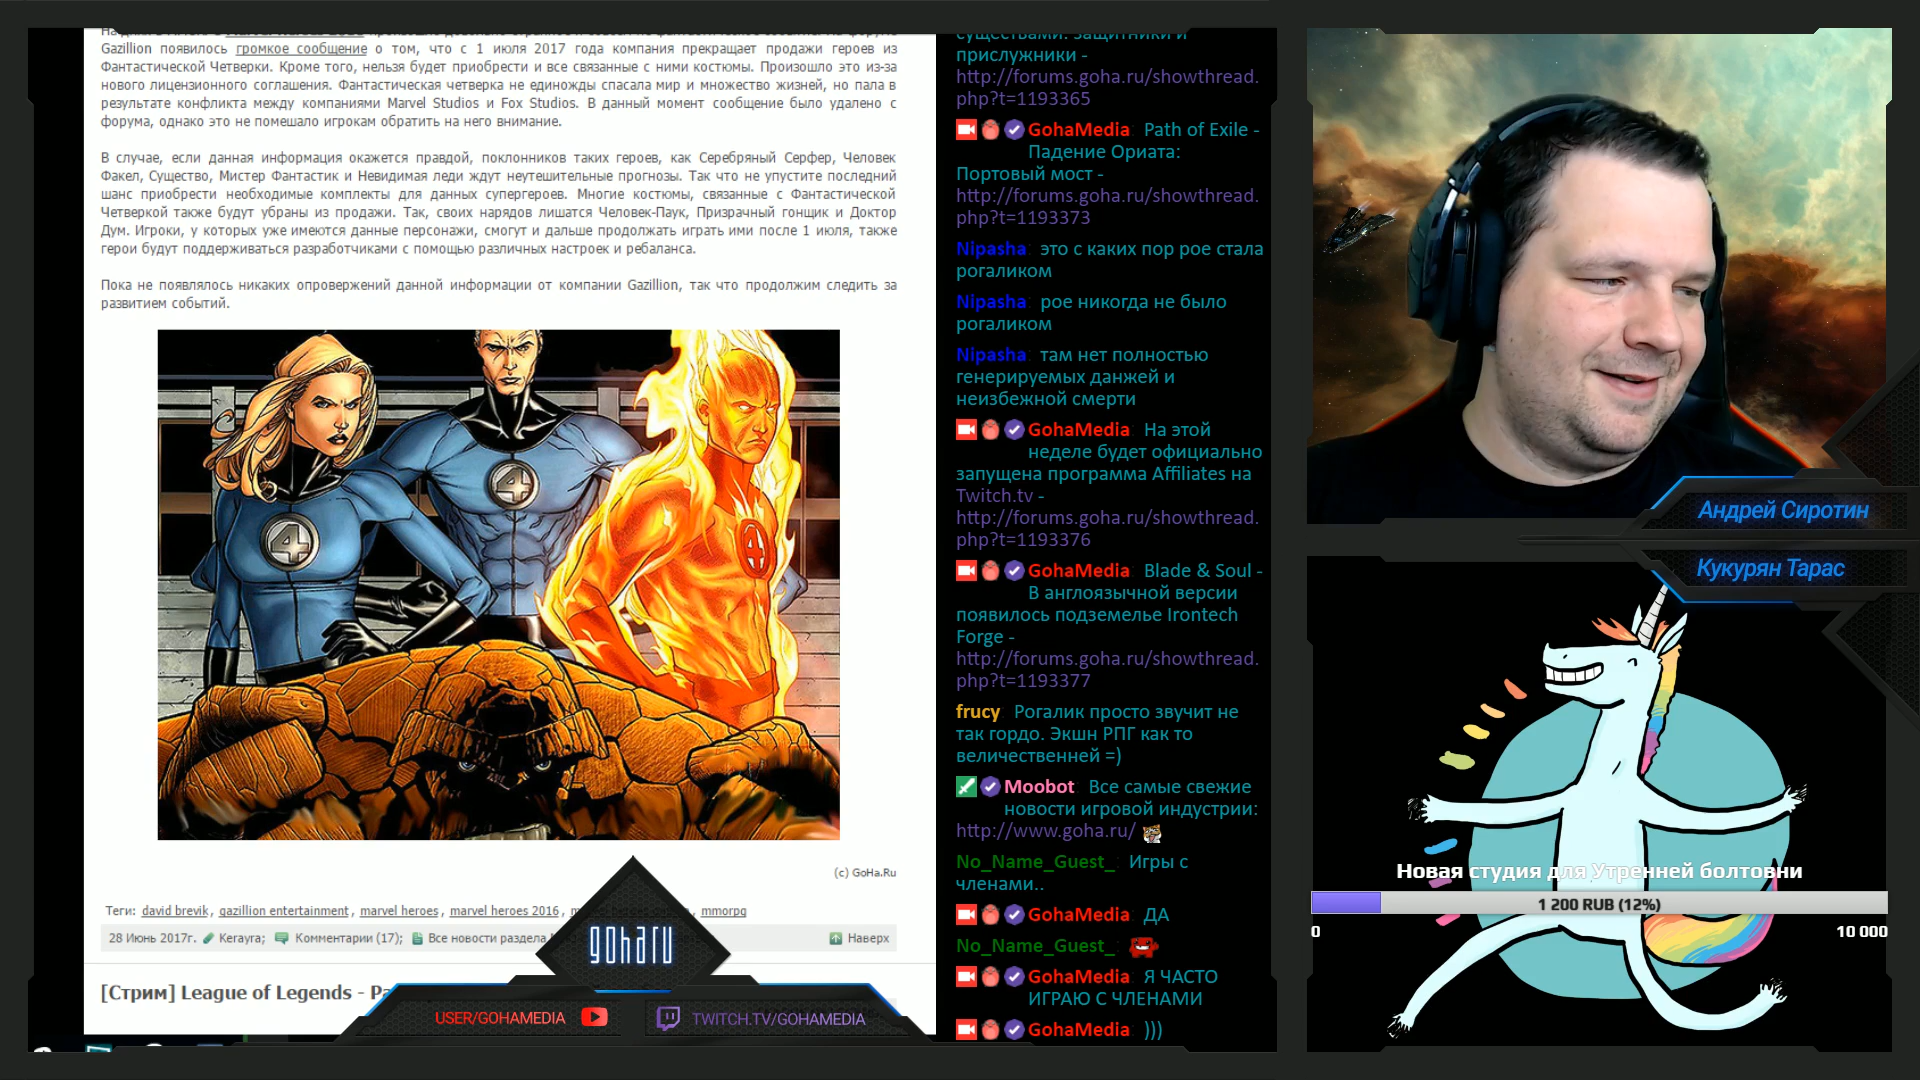 Gazillion появилось громкое сообщение о том, что с 1 июля 2017 года компания прекращает продажи героев из
Фантастической Четверки. Кроме того, нельзя будет приобрести и все связанные с ними костюмы. Произошло это из-за
нового лицензионного соглашения. Фантастическая четверка не единожды спасала мир и множество жизней, но пала в
результате конфликта между компаниями Marvel Studios и Fox Studios. В данный момент сообщение было удалено с
форума, однако это не помешало игрокам обратить на него внимание.
В случае, если данная информация окажется правдой, поклонников таких героев, как Серебряный Серфер, Человек
Факел, Существо, Мистер Фантастик и Невидимая леди ждут неутешительные прогнозы. Так что не упустите последний
шанс приобрести необходимые комплекты для данных супергероев. Многие костюмы, связанные с Фантастической
Четверкой также будут убраны из продажи. Так, своих нарядов лишатся Человек-Паук, Призрачный гонщик и Доктор
Дум. Игроки, у которых уже имеются данные персонажи, смогут и дальше продолжать играть ими после 1 июля, также
герои будут поддерживаться разработчиками с помощью различных настроек и ребаланса.
Пока не появлялось никаких опровержений данной информации от компании Gazillion, так что продолжим следить за
развитием событий.
4
4
4
(c) GoHa.Ru
Теги: david brevik, gazillion entertainment, marvel heroes, marvel heroes 2016, mmorpg
28 Июнь 2017г. Кегауга; Комментарии (17); Все новости раздела
Наверх
[Стрим] League of Legends - Ра
goharu
USER/GOHAMEDIA
TWITCH.TV/GOHAMEDIA
существами: защитники и
прислужники -
http://forums.goha.ru/showthread.
php?t=1193365
GohaMedia Path of Exile -
Падение Ориата:
Портовый мост -
http://forums.goha.ru/showthread.
php?t=1193373
Nipasha: это с каких пор рое стала
рогаликом
Nipasha: рое никогда не было
рогаликом
Nipasha: там нет полностью
генерируемых данжей и
неизбежной смерти
GohaMedia На этой
неделе будет официально
запущена программа Affiliates на
Twitch.tv -
http://forums.goha.ru/showthread.
php?t=1193376
GohaMedia Blade & Soul -
В англоязычной версии
появилось подземелье Irontech
Forge -
http://forums.goha.ru/showthread.
php?t=1193377
frucy Рогалик просто звучит не
так гордо. Экшн РПГ как то
величественней =)
Moobot Все самые свежие
новости игровой индустрии:
http://www.goha.ru/
No_Name_Guest_: Игры с
членами..
GohaMedia ДА
No_Name_Guest_:
GohaMedia Я ЧАСТО
ИГРАЮ С ЧЛЕНАМИ
GohaMedia )))
Андрей Сиротин
Кукурян Тарас
Новая студия для Утренней болтовни
1 200 RUB (12%)
0
10 000